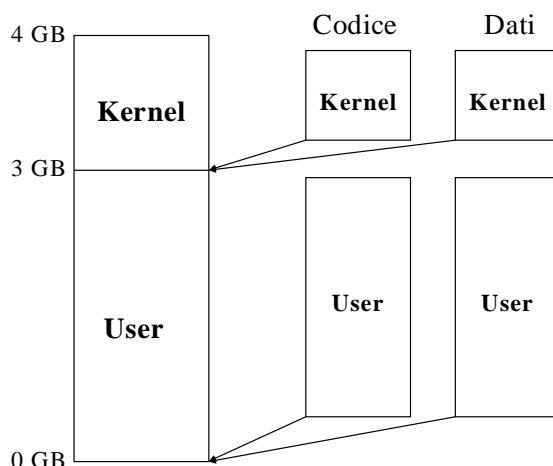 4 GB
Codice
Dati
Kernel
Kernel
Kernel
3 GB
User
User
User
0 GB